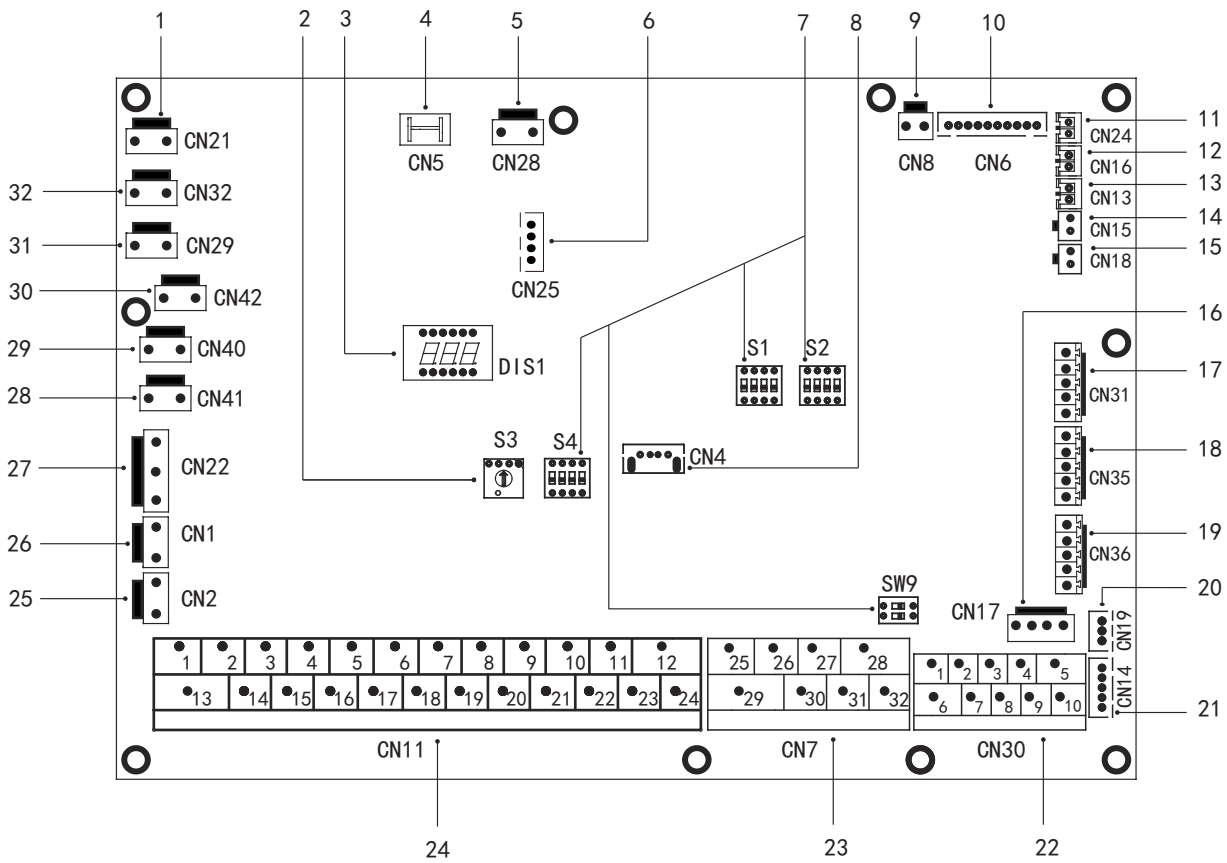 1 2 3 4 5 6 7 8 9 10
CN21
CN5
CN28
CN8
CN6
CN24 11
CN16 12
CN13 13
CN15 14
CN18 15
32 CN32
31 CN29
30 CN42
29 CN40
28 CN41
CN25
DIS1
S1 S2
16
CN31 17
27 CN22
S3 S4
CN4
CN35 18
26 CN1
CN36 19
25 CN2
SW9
CN17
CN19 20
1 2 3 4 5 6 7 8 9 10 11 12
25 26 27 28
1 2 3 4 5
CN14 21
13 14 15 16 17 18 19 20 21 22 23 24
29 30 31 32
6 7 8 9 10
CN11 CN7 CN30
24 23 22